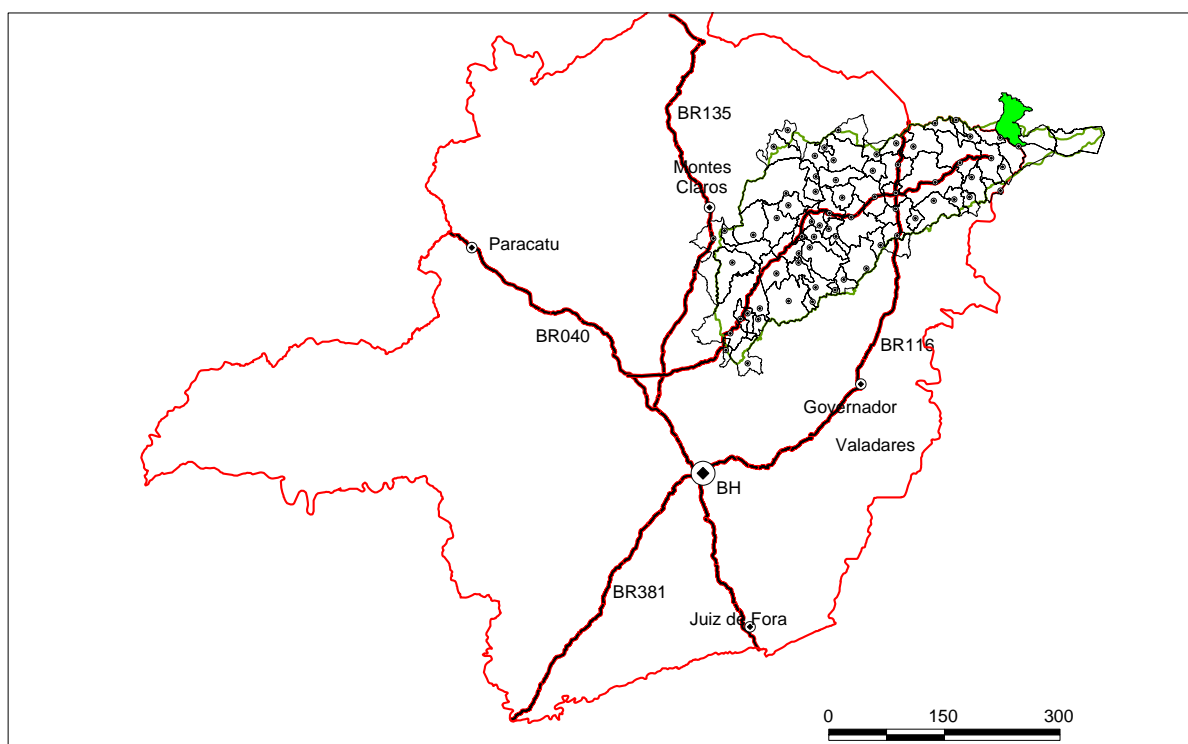 BR135
Montes
Claros
Paracatu
BR040
BR116
Governador
Valadares
BH
BR381
Juiz de Fora
0 150 300